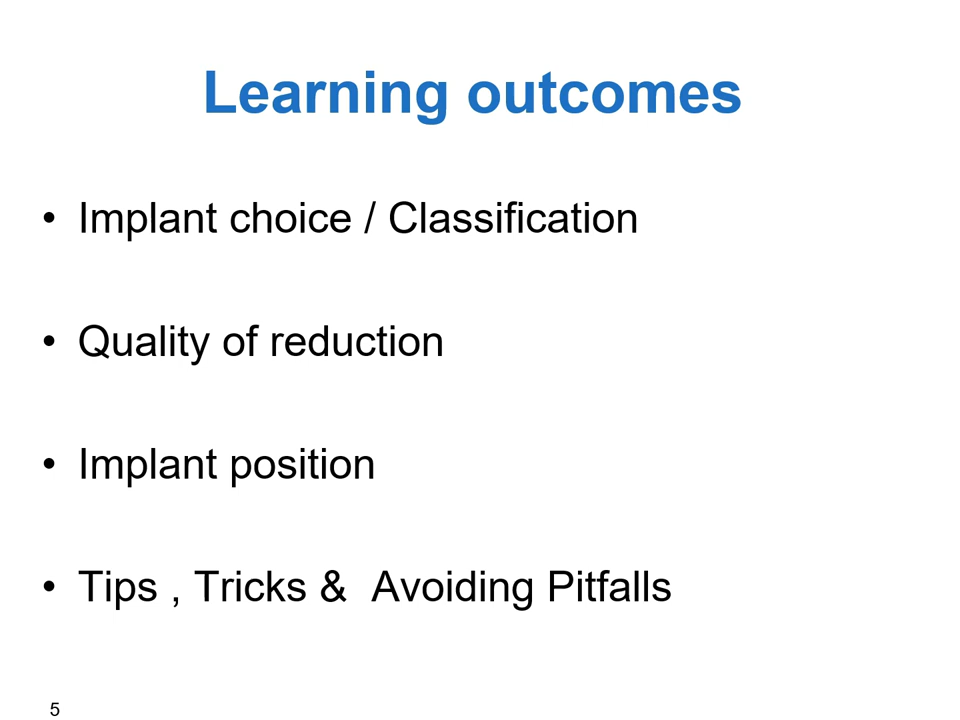 Learning outcomes
• Implant choice / Classification
• Quality of reduction
• Implant position
• Tips , Tricks &  Avoiding Pitfalls
5